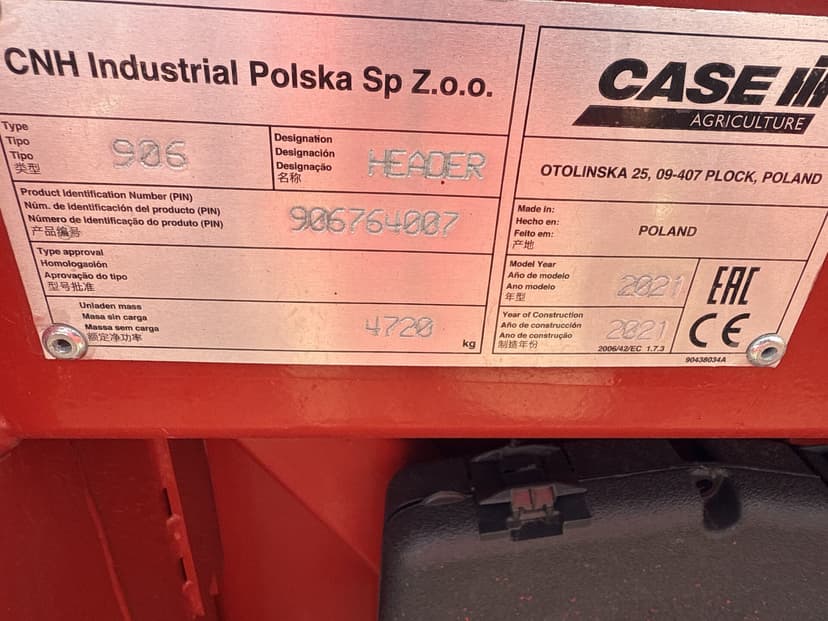 CNH Industrial Polska Sp Z.o.o.
Type
Tipo
Tipo
类型
906
Designation
Designación
Designação
名称
HEADER
Product Identification Number (PIN)
Núm. de identificación del producto (PIN)
Número de identificação do produto (PIN)
产品编号
906764007
Type approval
Homologasoión
Aprovação do tipo
型号批准
Unladen mass
Masa sin carga
Massa sem carga
额定净功率
4720
kg
CASE IH
AGRICULTURE
OTOLINSKA 25, 09-407 PLOCK, POLAND
Made in:
Hecho en:
Feito em:
产地
POLAND
Model Year
Año de modelo
Ano modelo
年型
2021
Year of Construction
Año de construcción
Ano de construção
制造年份
2021
2006/42/EC 1.7.3
EAC
CE
90438034A